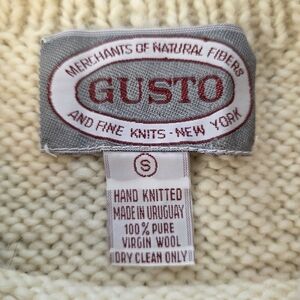 MERCHANTS OF NATURAL FIBERS
GUSTO
AND FINE KNITS - NEW YORK
S
HAND KNITTED
MADE IN URUGUAY
100% PURE
VIRGIN WOOL
DRY CLEAN ONLY